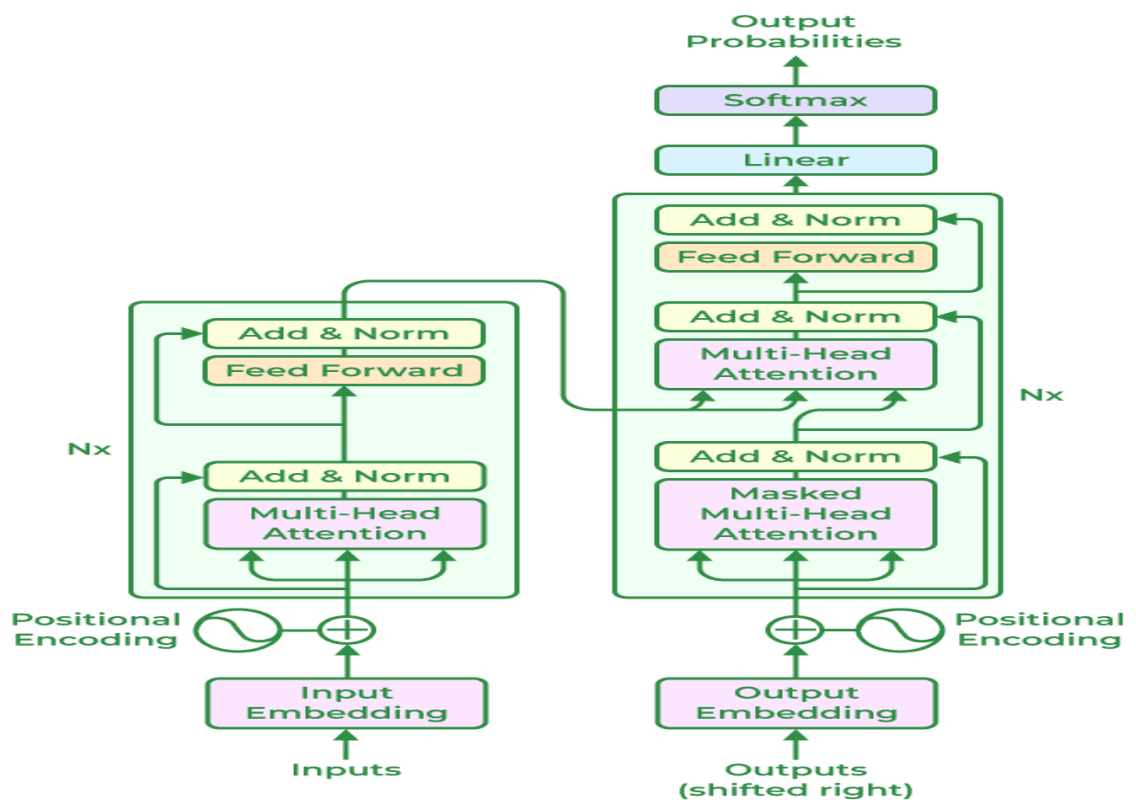 Output
Probabilities
Softmax
Linear
Add & Norm
Feed Forward
Add & Norm
Multi-Head
Attention
Nx
Add & Norm
Masked
Multi-Head
Attention
Add & Norm
Feed Forward
Nx
Add & Norm
Multi-Head
Attention
Positional
Encoding
Positional
Encoding
Input
Embedding
Output
Embedding
Inputs
Outputs
(shifted right)